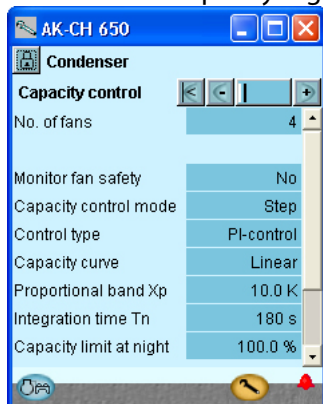 AK-CH 650
Condenser
Capacity control
No. of fans 4
Monitor fan safety No
Capacity control mode Step
Control type PI-control
Capacity curve Linear
Proportional band Xp 10.0 K
Integration time Tn 180 s
Capacity limit at night 100.0 %